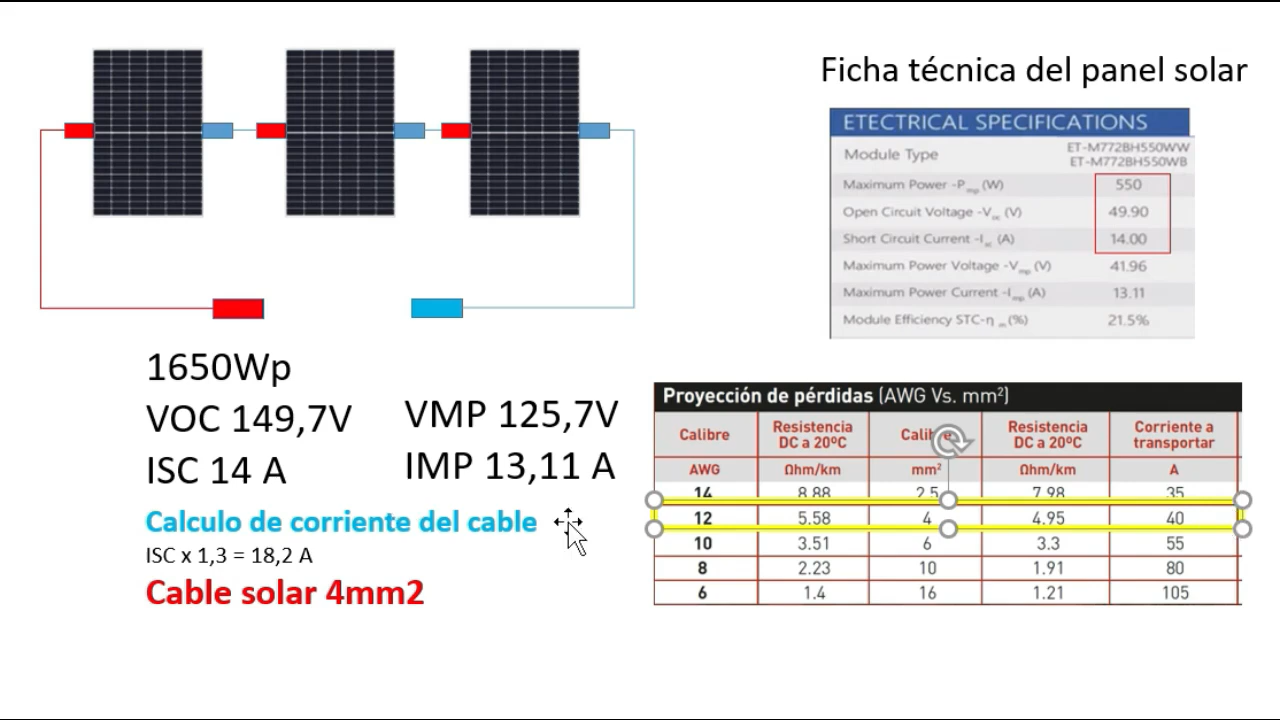 Ficha técnica del panel solar
ETECTRICAL SPECIFICATIONS
Module Type ET-M772BH550WW
ET-M772BH550WB
Maximum Power -Pmp (W) 550
Open Circuit Voltage -Voc (V) 49.90
Short Circuit Current -Isc (A) 14.00
Maximum Power Voltage -Vmp (V) 41.96
Maximum Power Current -Imp (A) 13.11
Module Efficiency STC-η m (%) 21.5%
1650Wp
VOC 149,7V
ISC 14 A
VMP 125,7V
IMP 13,11 A
Calculo de corriente del cable
ISC x 1,3 = 18,2 A
Cable solar 4mm2
Proyección de pérdidas (AWG Vs. mm²)
Calibre Resistencia DC a 20ºC Calibre Resistencia DC a 20ºC Corriente a transportar
AWG Ωhm/km mm² Ωhm/km A
14 8.88 2.5 7.98 35
12 5.58 4 4.95 40
10 3.51 6 3.3 55
8 2.23 10 1.91 80
6 1.4 16 1.21 105